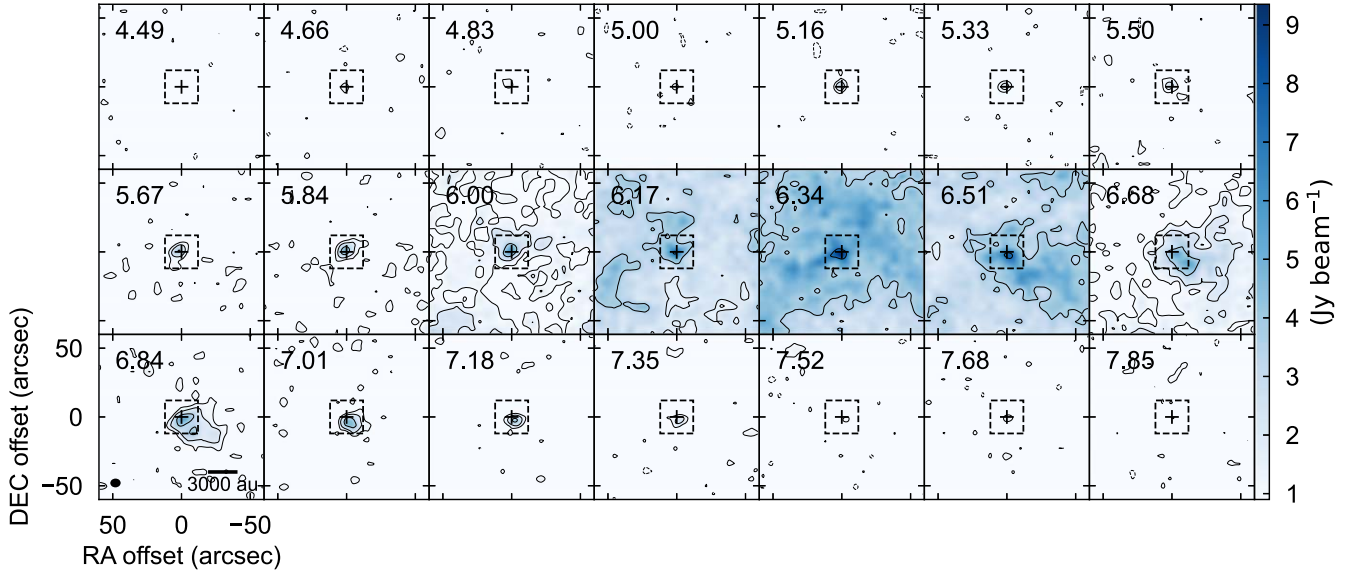 4.49 4.66 4.83 5.00 5.16 5.33 5.50
5.67 5.84 6.00 6.17 6.34 6.51 6.68
6.84 7.01 7.18 7.35 7.52 7.68 7.85
3000 au
50
0
−50
DEC offset (arcsec)
50 0 −50
RA offset (arcsec)
9
8
7
6
5
4
3
2
1
(Jy beam⁻¹)